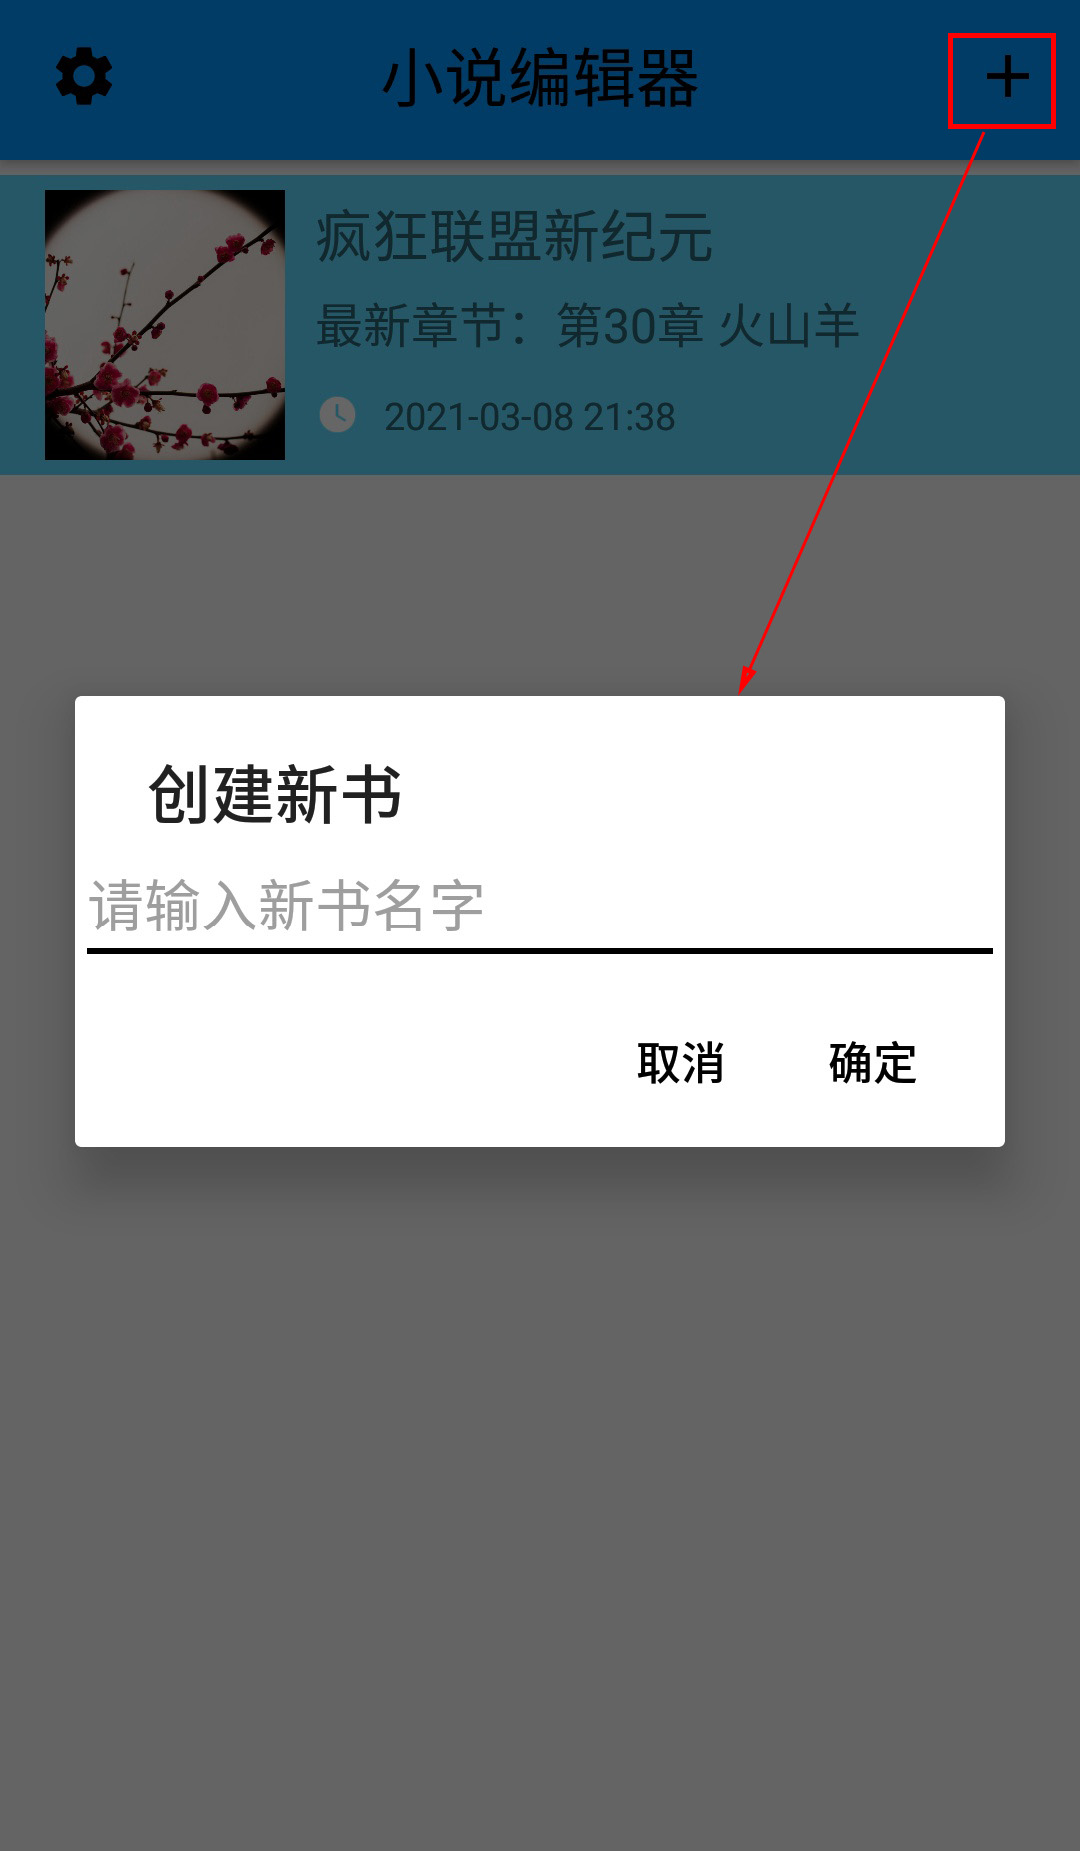 小说编辑器
疯狂联盟新纪元
最新章节：第30章 火山羊
2021-03-08 21:38
创建新书
请输入新书名字
取消 确定